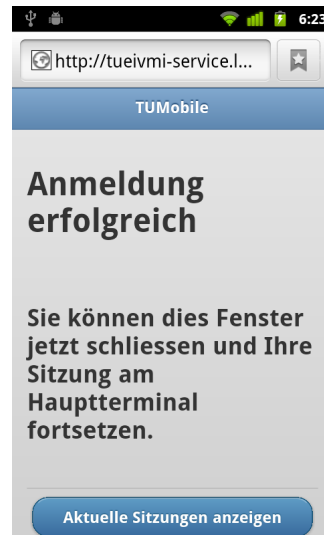 6:23
http://tueivmi-service.l...
TUMobile
Anmeldung
erfolgreich
Sie können dies Fenster
jetzt schliessen und Ihre
Sitzung am
Hauptterminal
fortsetzen.
Aktuelle Sitzungen anzeigen